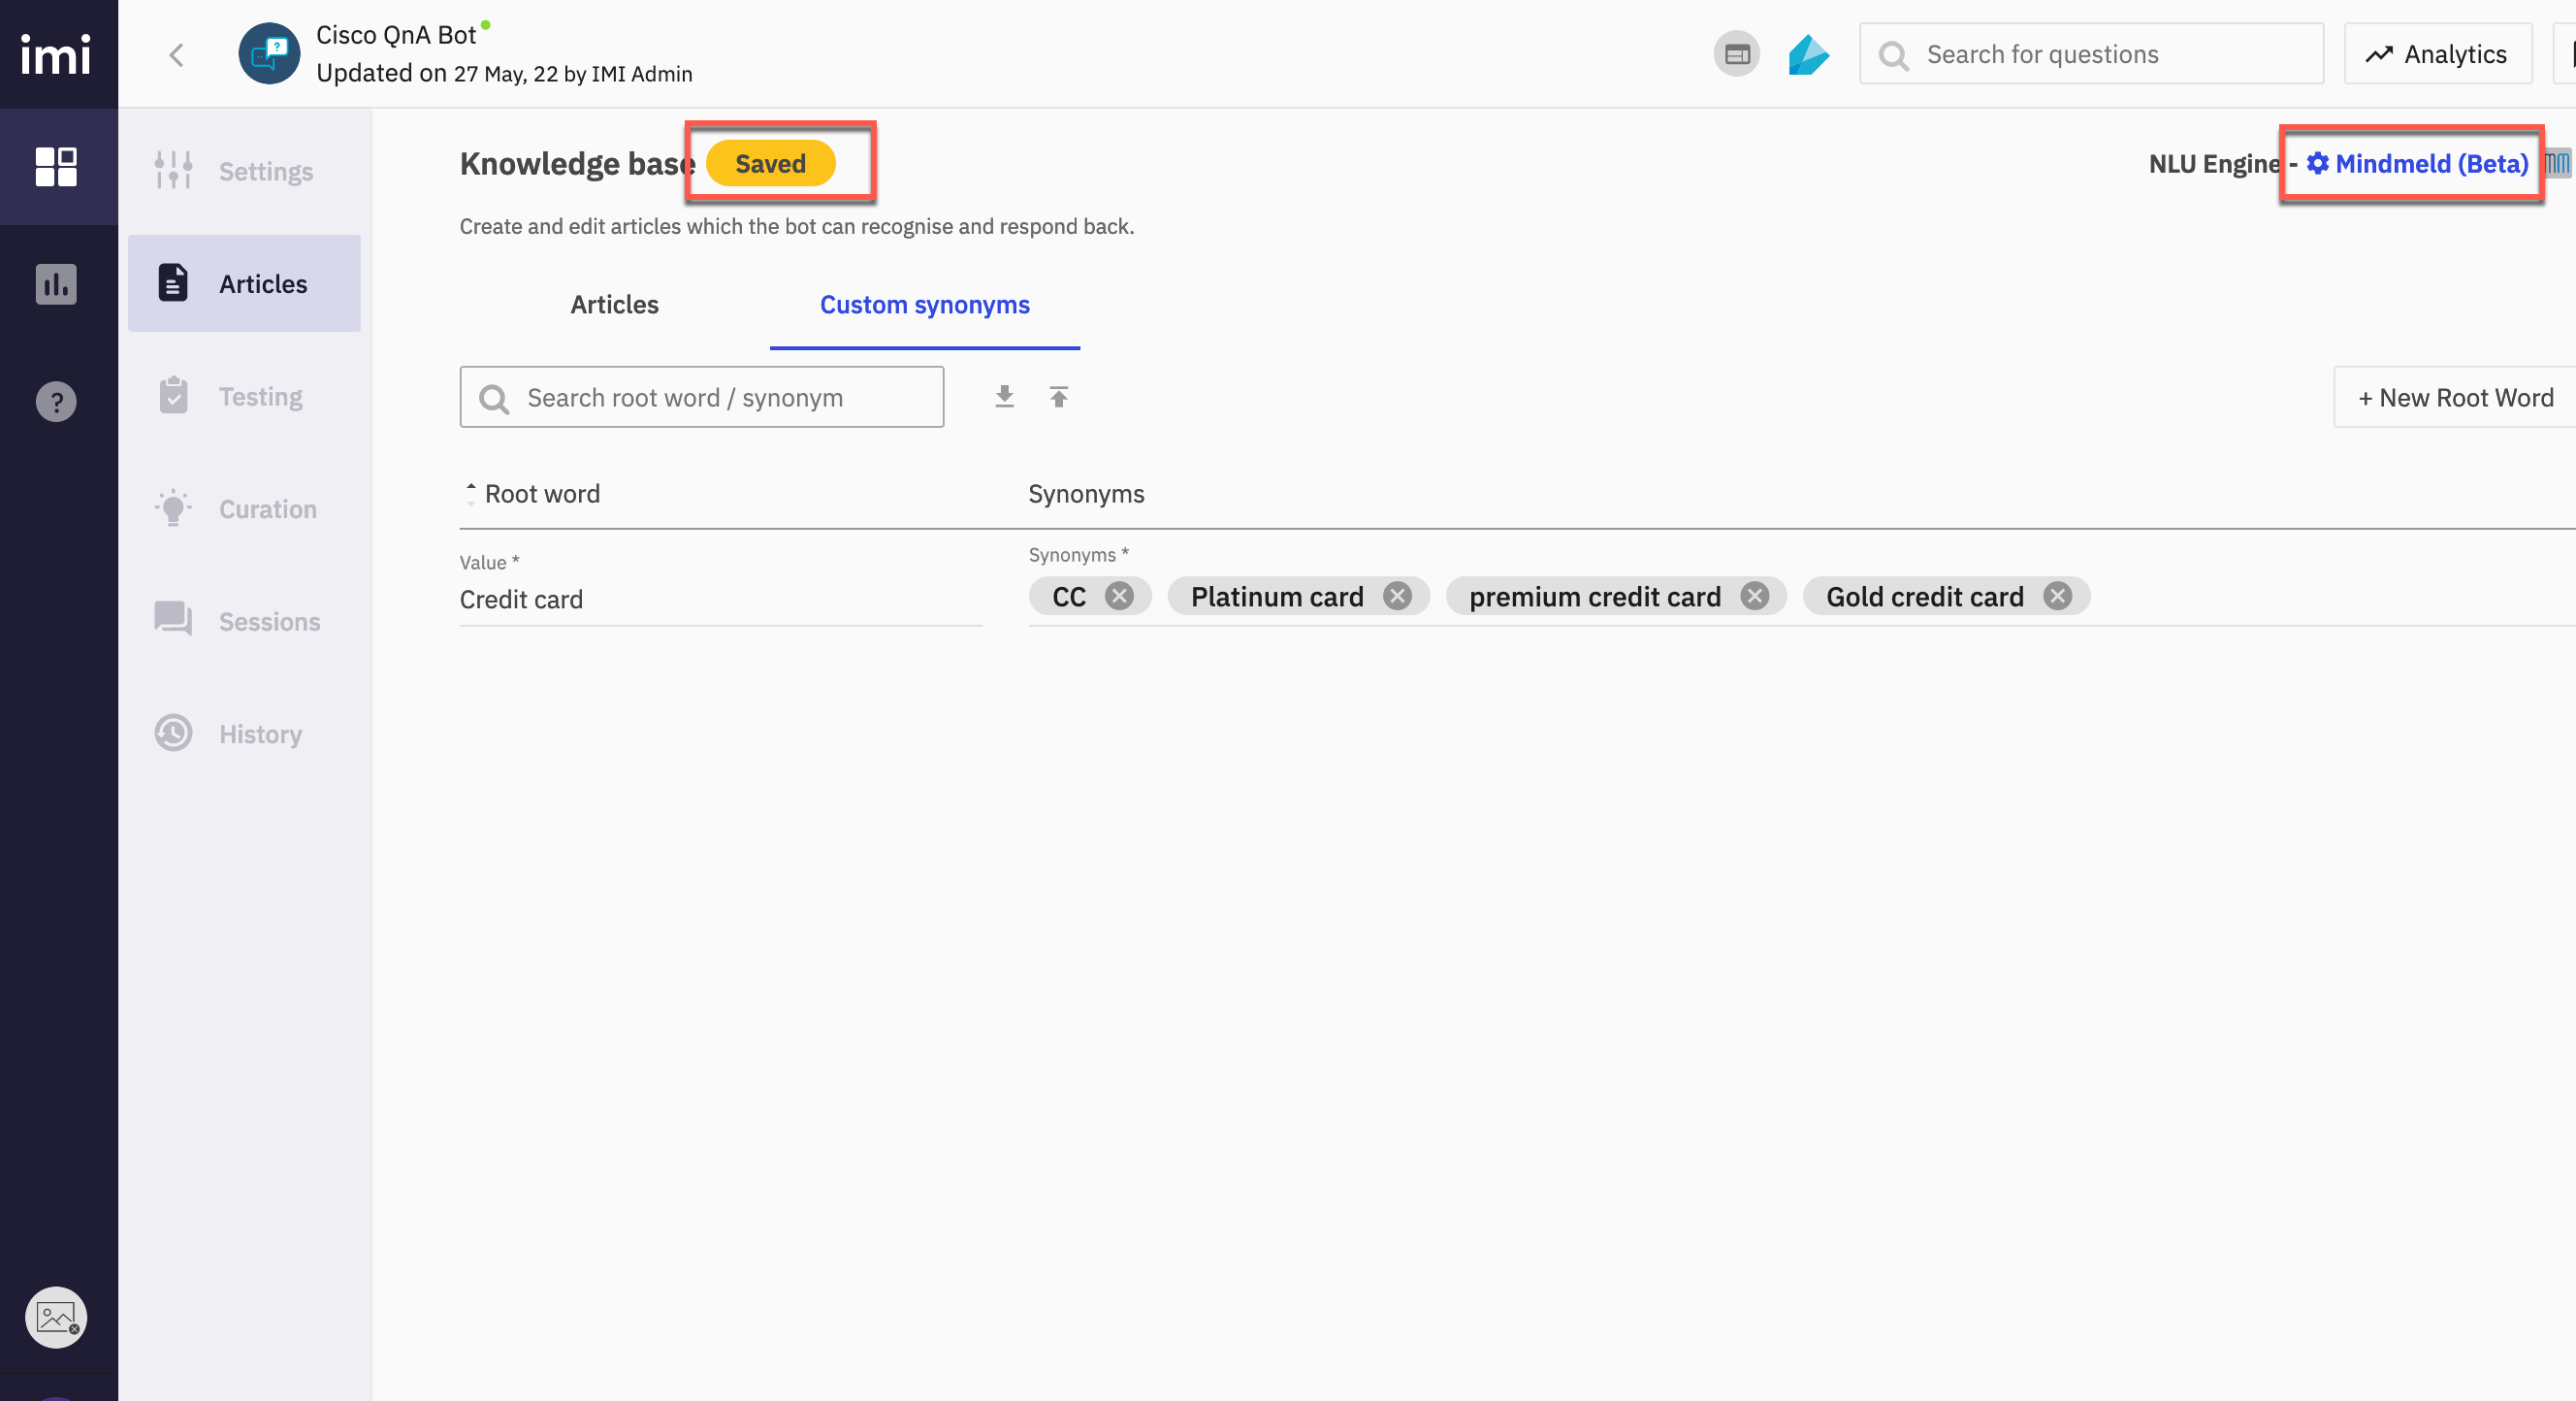 imi
Cisco QnA Bot
Updated on 27 May, 22 by IMI Admin
Search for questions
Analytics
Settings
Articles
Testing
Curation
Sessions
History
Knowledge base Saved
NLU Engine - Mindmeld (Beta)
Create and edit articles which the bot can recognise and respond back.
Articles
Custom synonyms
Search root word / synonym
+ New Root Word
Root word
Synonyms
Value *
Credit card
Synonyms *
CC
Platinum card
premium credit card
Gold credit card